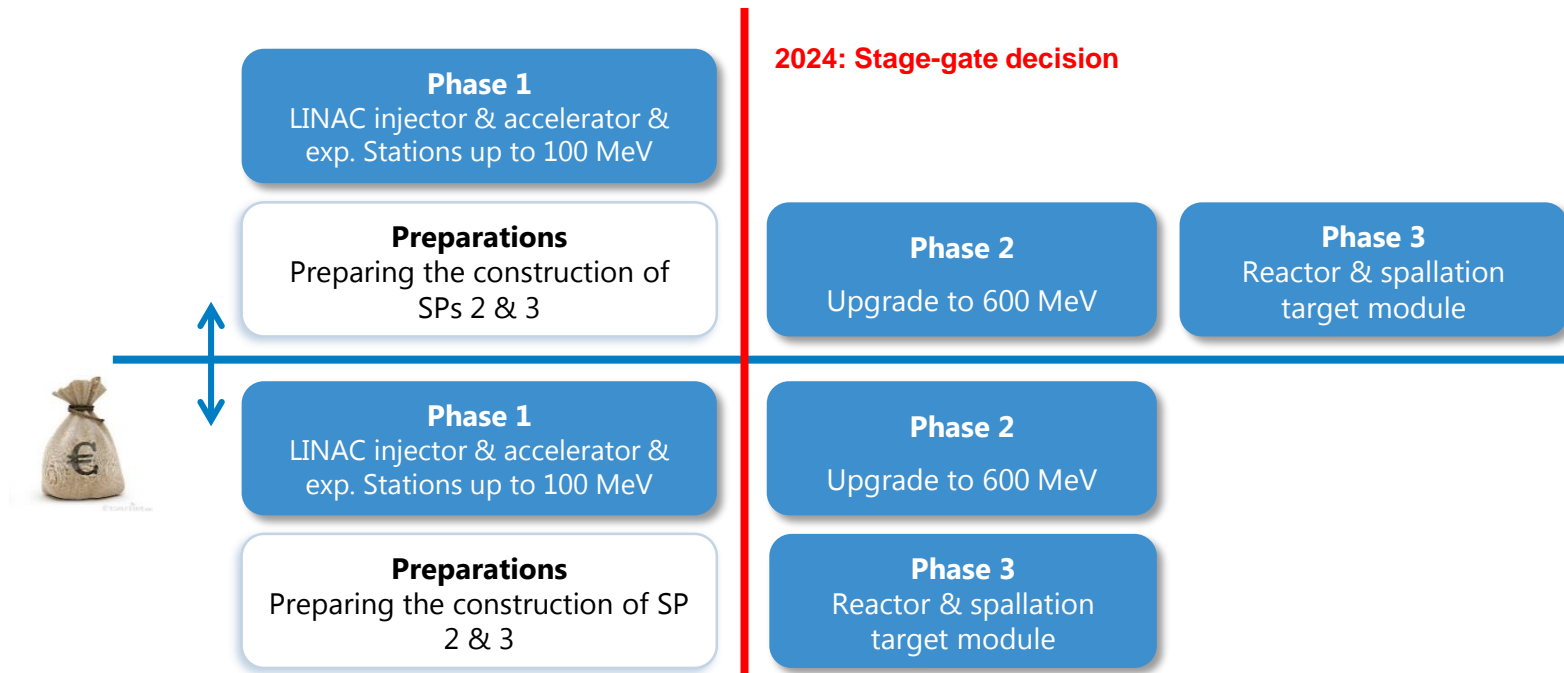 2024: Stage-gate decision
Phase 1
LINAC injector & accelerator &
exp. Stations up to 100 MeV
Preparations
Preparing the construction of
SPs 2 & 3
Phase 2
Upgrade to 600 MeV
Phase 3
Reactor & spallation
target module
€
Phase 1
LINAC injector & accelerator &
exp. Stations up to 100 MeV
Phase 2
Upgrade to 600 MeV
Preparations
Preparing the construction of SP
2 & 3
Phase 3
Reactor & spallation
target module